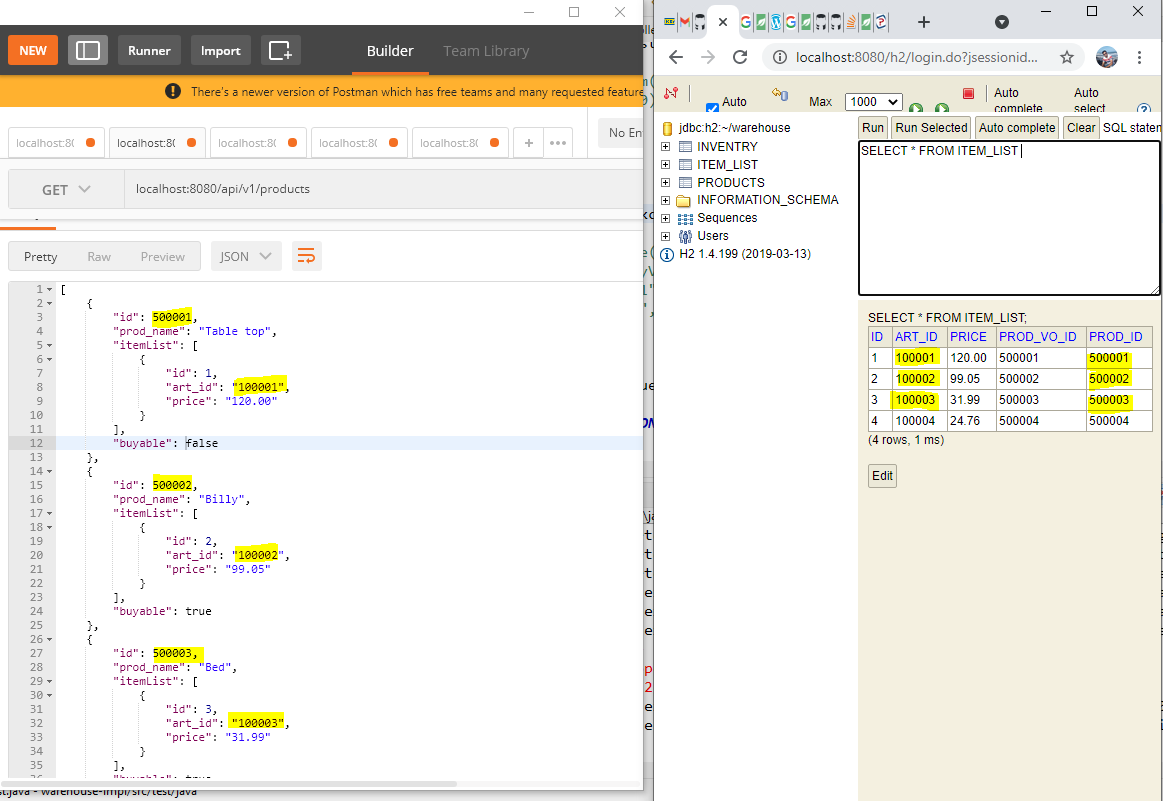 NEW
Runner
Import
Builder
Team Library
There's a newer version of Postman which has free teams and many requested feature
localhost:80
localhost:80
localhost:80
localhost:80
localhost:80
No En
GET
localhost:8080/api/v1/products
Pretty
Raw
Preview
JSON
1 [
2 {
3 "id": 500001,
4 "prod_name": "Table top",
5 "itemList": [
6 {
7 "id": 1,
8 "art_id": "100001",
9 "price": "120.00"
10 }
11 ],
12 "buyable": false
13 },
14 {
15 "id": 500002,
16 "prod_name": "Billy",
17 "itemList": [
18 {
19 "id": 2,
20 "art_id": "100002",
21 "price": "99.05"
22 }
23 ],
24 "buyable": true
25 },
26 {
27 "id": 500003,
28 "prod_name": "Bed",
29 "itemList": [
30 {
31 "id": 3,
32 "art_id": "100003",
33 "price": "31.99"
34 }
35 ],
36 "buyable": true
st.java - warehouse-impl/src/test/java
localhost:8080/h2/login.do?jsessionid...
Auto
Max
1000
Auto complete
Auto select
jdbc:h2:~/warehouse
INVENTRY
ITEM_LIST
PRODUCTS
INFORMATION_SCHEMA
Sequences
Users
H2 1.4.199 (2019-03-13)
Run
Run Selected
Auto complete
Clear
SQL staten
SELECT * FROM ITEM_LIST
SELECT * FROM ITEM_LIST;
ID ART_ID PRICE PROD_VO_ID PROD_ID
1 100001 120.00 500001 500001
2 100002 99.05 500002 500002
3 100003 31.99 500003 500003
4 100004 24.76 500004 500004
(4 rows, 1 ms)
Edit